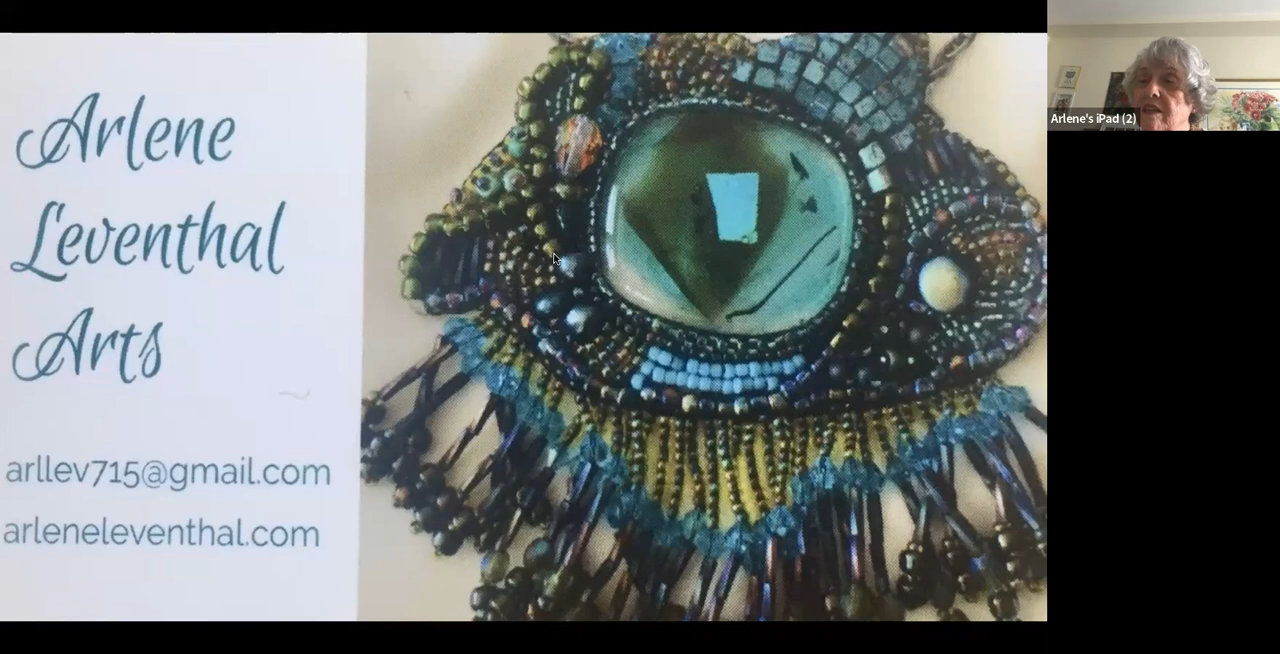 Arlene
Leventhal
Arts
arllev715@gmail.com
arleneleventhal.com
Arlene's iPad (2)